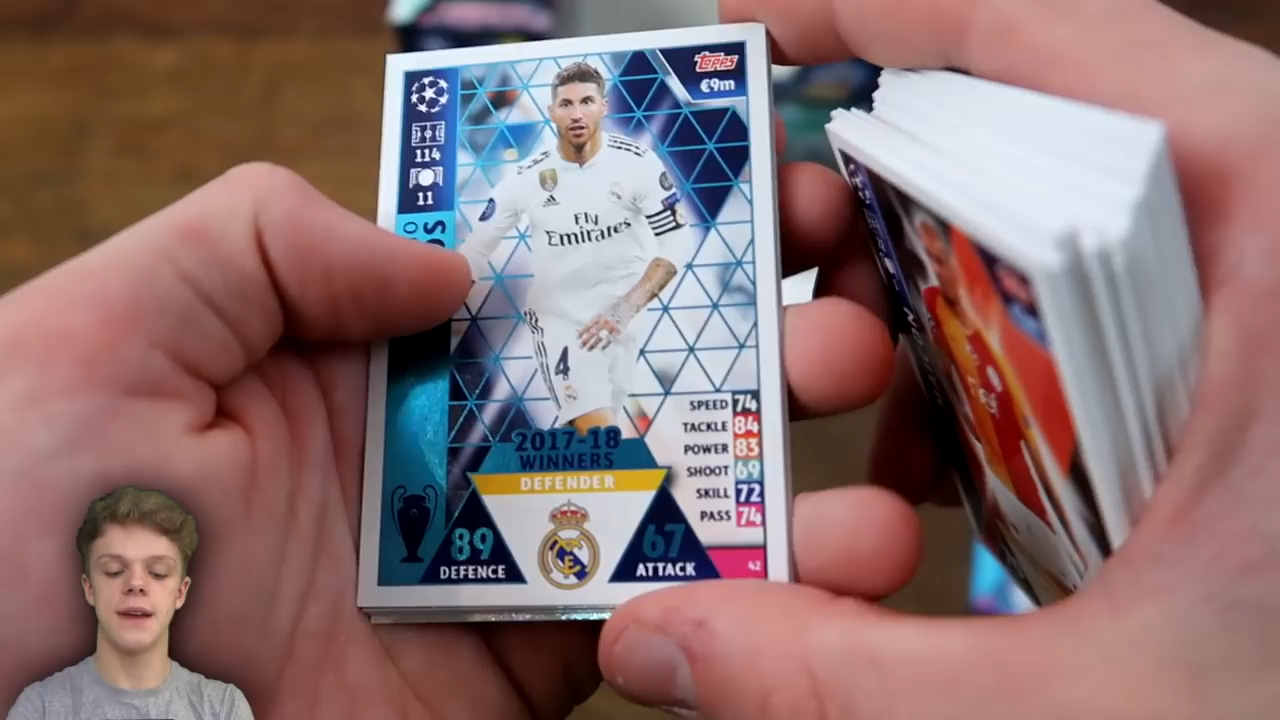 TOPPS
€9m
114
11
OS
Fly
Emirates
4
SPEED 74
TACKLE 84
POWER 83
SHOOT 69
SKILL 72
PASS 74
2017-18
WINNERS
DEFENDER
89
DEFENCE
67
ATTACK
42